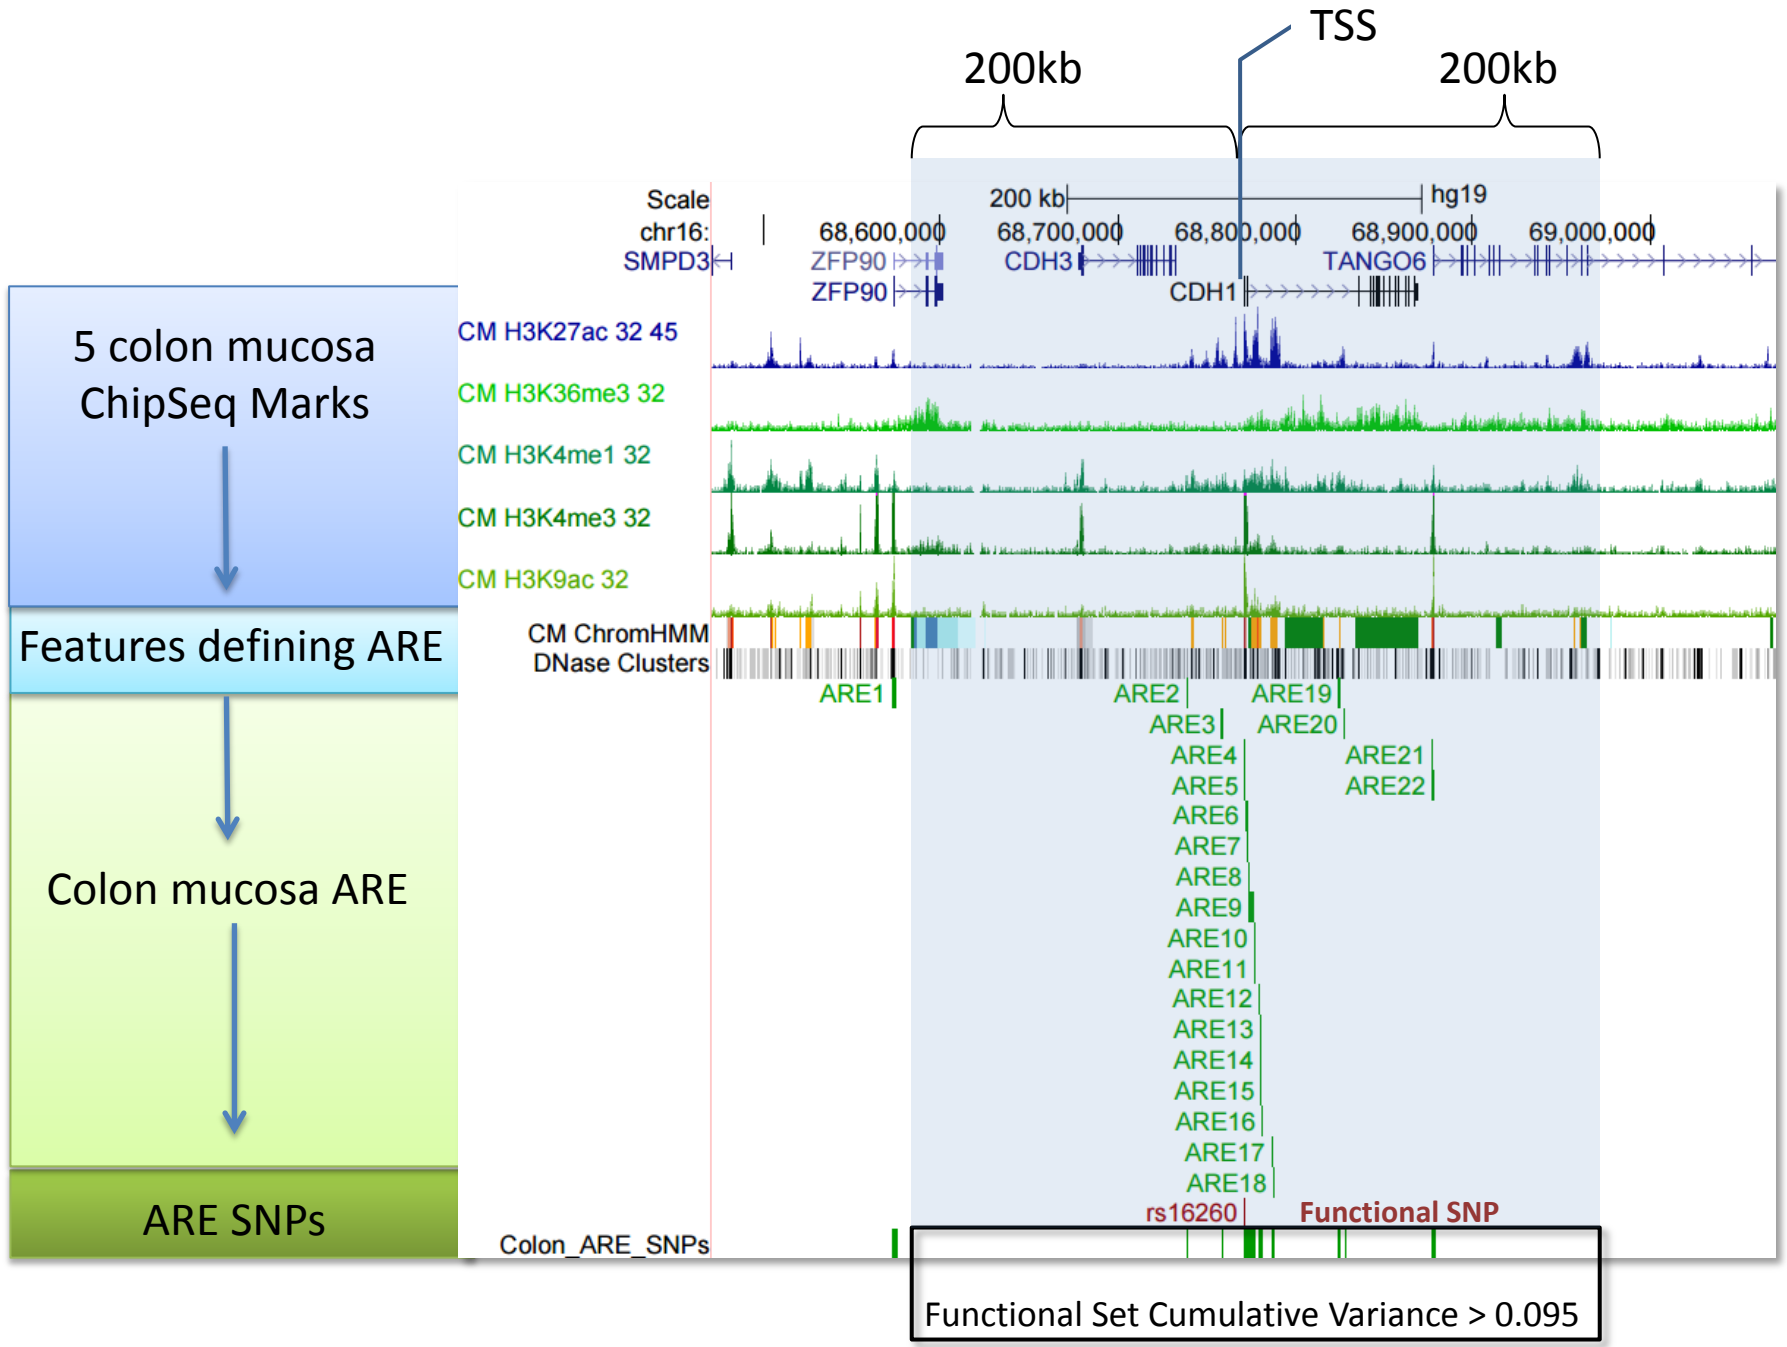 TSS
200kb 200kb
Scale 200 kb hg19
chr16: 68,600,000 68,700,000 68,800,000 68,900,000 69,000,000
SMPD3 ZFP90 CDH3 TANGO6
ZFP90 CDH1
5 colon mucosa
ChipSeq Marks
CM H3K27ac 32 45
CM H3K36me3 32
CM H3K4me1 32
CM H3K4me3 32
CM H3K9ac 32
Features defining ARE
CM ChromHMM
DNase Clusters
ARE1 ARE2 ARE19
ARE3 ARE20
ARE4 ARE21
ARE5 ARE22
ARE6
ARE7
ARE8
Colon mucosa ARE
ARE9
ARE10
ARE11
ARE12
ARE13
ARE14
ARE15
ARE16
ARE17
ARE18
ARE SNPs
rs16260 Functional SNP
Colon_ARE_SNPs
Functional Set Cumulative Variance > 0.095